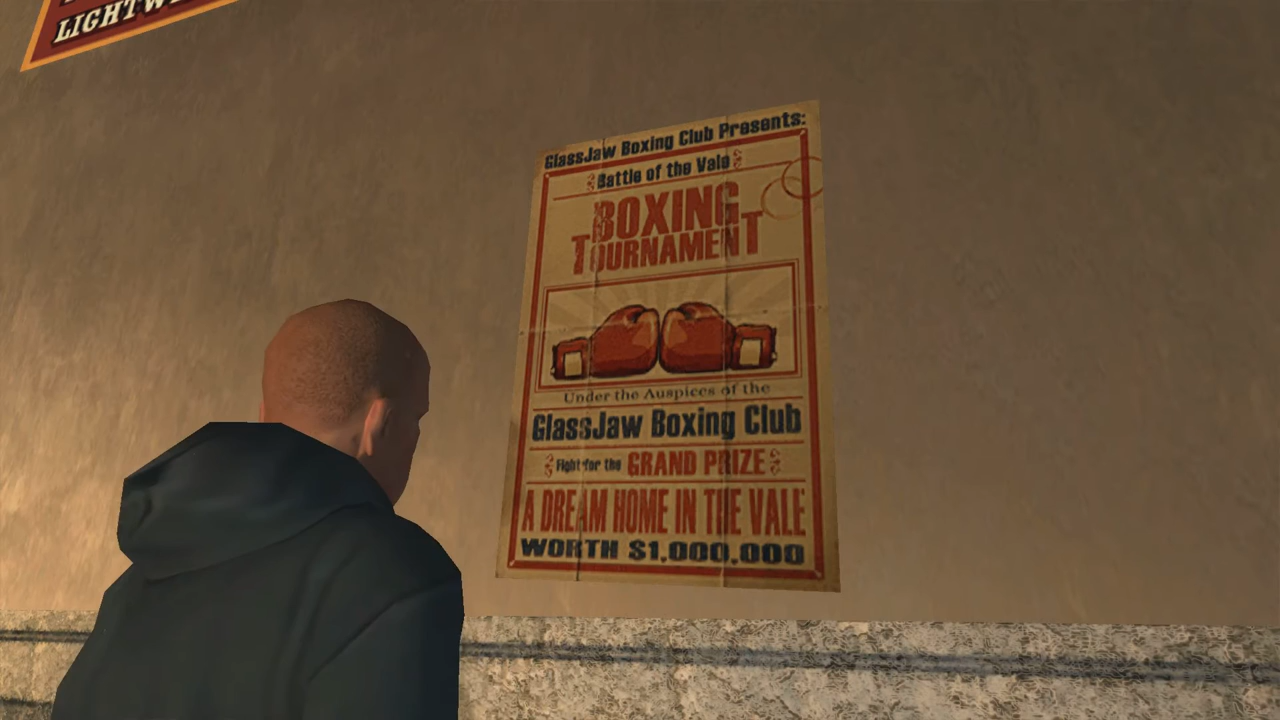 LIGHTW
GlassJaw Boxing Club Presents:
Battle of the Vale
BOXING
TOURNAMENT
Under the Auspices of the
GlassJaw Boxing Club
Fight for the GRAND PRIZE
A DREAM HOME IN THE VALE
WORTH $1,000,000